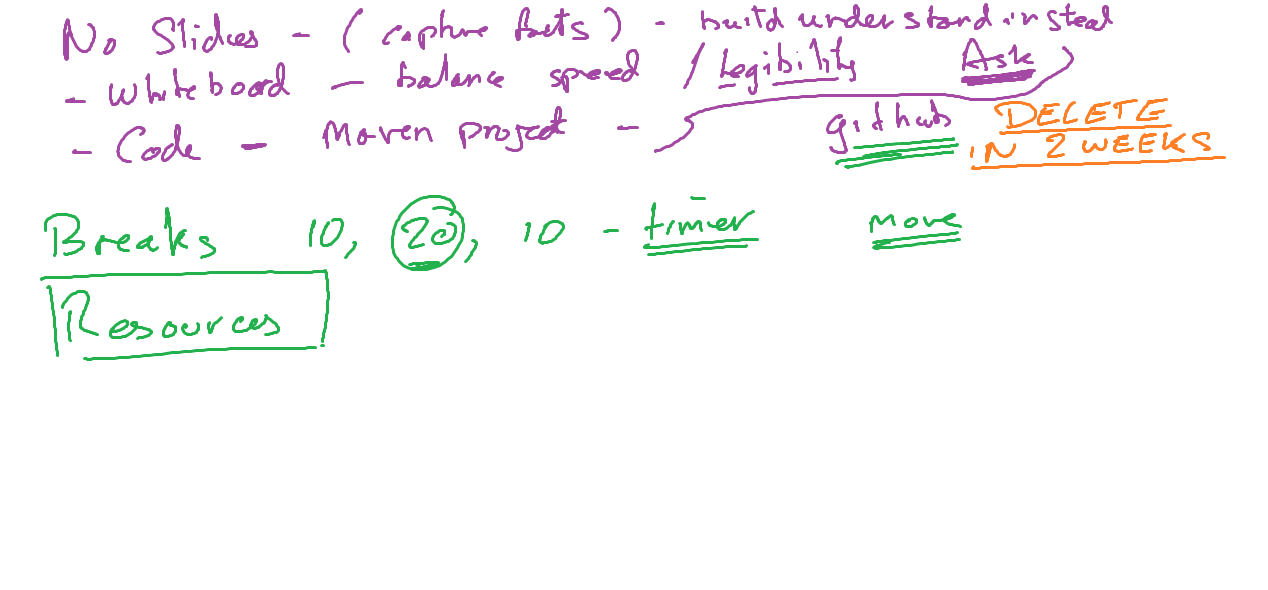 No Slides - (capture facts) - build understand instead
- Whiteboard - balance speed / Legibility Ask
- Code - Maven project - github DELETE IN 2 WEEKS
Breaks 10, 20, 10 - timer move
Resources